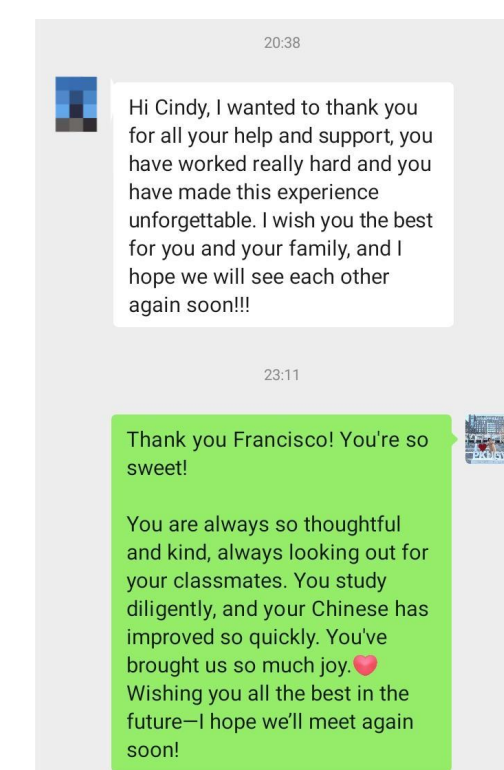 20:38
Hi Cindy, I wanted to thank you
for all your help and support, you
have worked really hard and you
have made this experience
unforgettable. I wish you the best
for you and your family, and I
hope we will see each other
again soon!!!
23:11
Thank you Francisco! You're so
sweet!
You are always so thoughtful
and kind, always looking out for
your classmates. You study
diligently, and your Chinese has
improved so quickly. You've
brought us so much joy.❤️
Wishing you all the best in the
future—I hope we’ll meet again
soon!